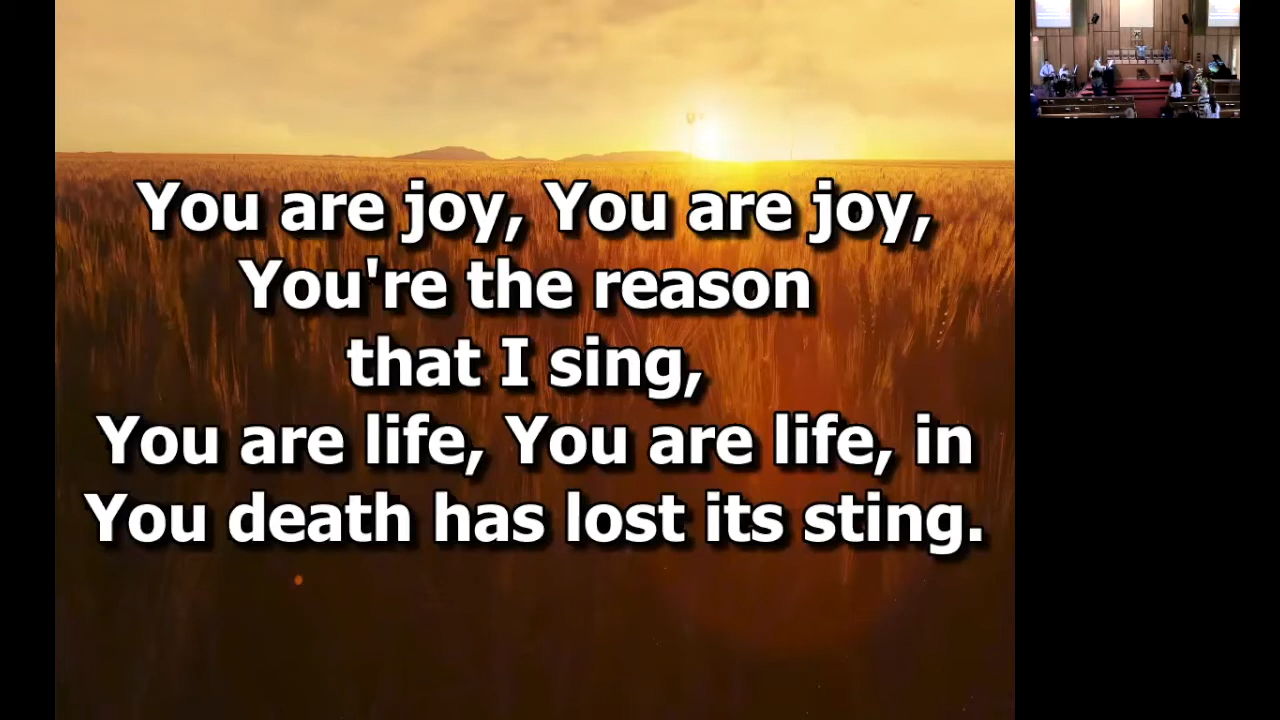 You are joy, You are joy,
You're the reason
that I sing,
You are life, You are life, in
You death has lost its sting.